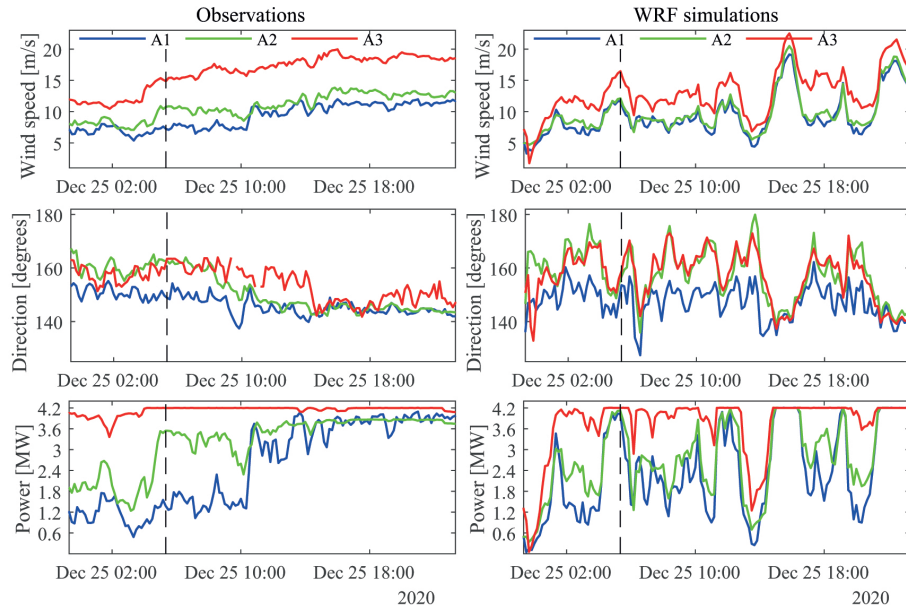 Observations
WRF simulations
A1 A2 A3
A1 A2 A3
Wind speed [m/s]
20
15
10
5
Dec 25 02:00 Dec 25 10:00 Dec 25 18:00
Wind speed [m/s]
20
15
10
5
Dec 25 02:00 Dec 25 10:00 Dec 25 18:00
Direction [degrees]
180
160
140
Dec 25 02:00 Dec 25 10:00 Dec 25 18:00
Direction [degrees]
180
160
140
Dec 25 02:00 Dec 25 10:00 Dec 25 18:00
Power [MW]
4.2
3.6
3
2.4
1.8
1.2
0.6
Dec 25 02:00 Dec 25 10:00 Dec 25 18:00
2020
Power [MW]
4.2
3.6
3
2.4
1.8
1.2
0.6
Dec 25 02:00 Dec 25 10:00 Dec 25 18:00
2020